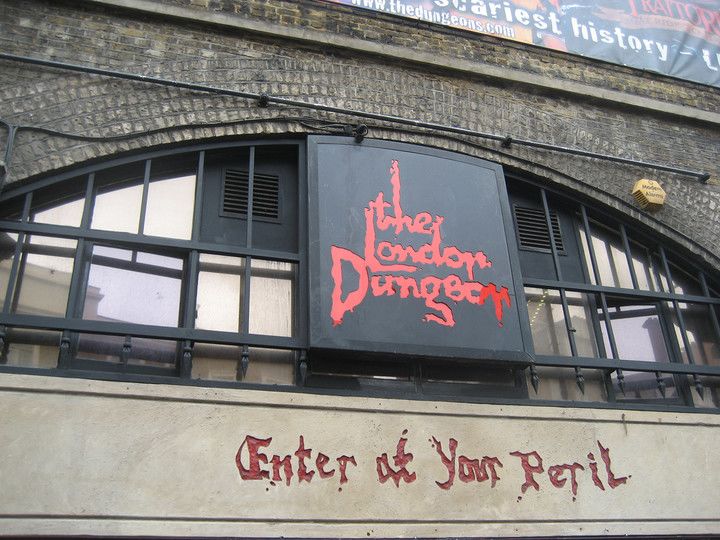 scariest history - t
www.thedungeons.com
the
London
Dungeon
Enter at Your Peril